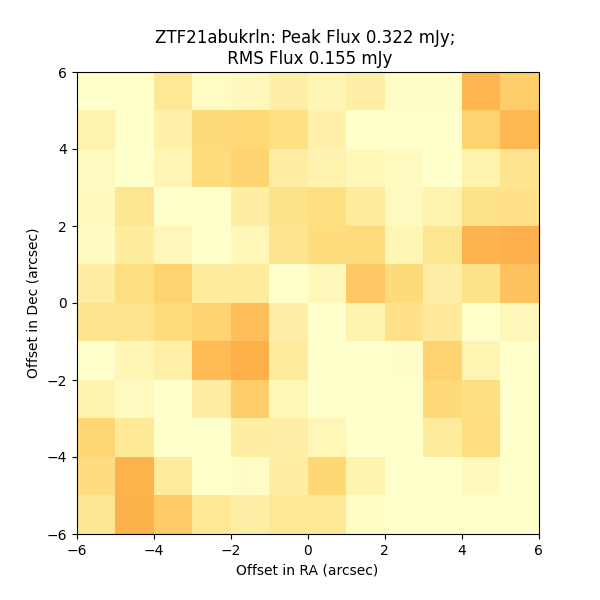 ZTF21abukrln: Peak Flux 0.322 mJy;
RMS Flux 0.155 mJy
6
4
2
0
−2
−4
−6
Offset in Dec (arcsec)
−6 −4 −2 0 2 4 6
Offset in RA (arcsec)